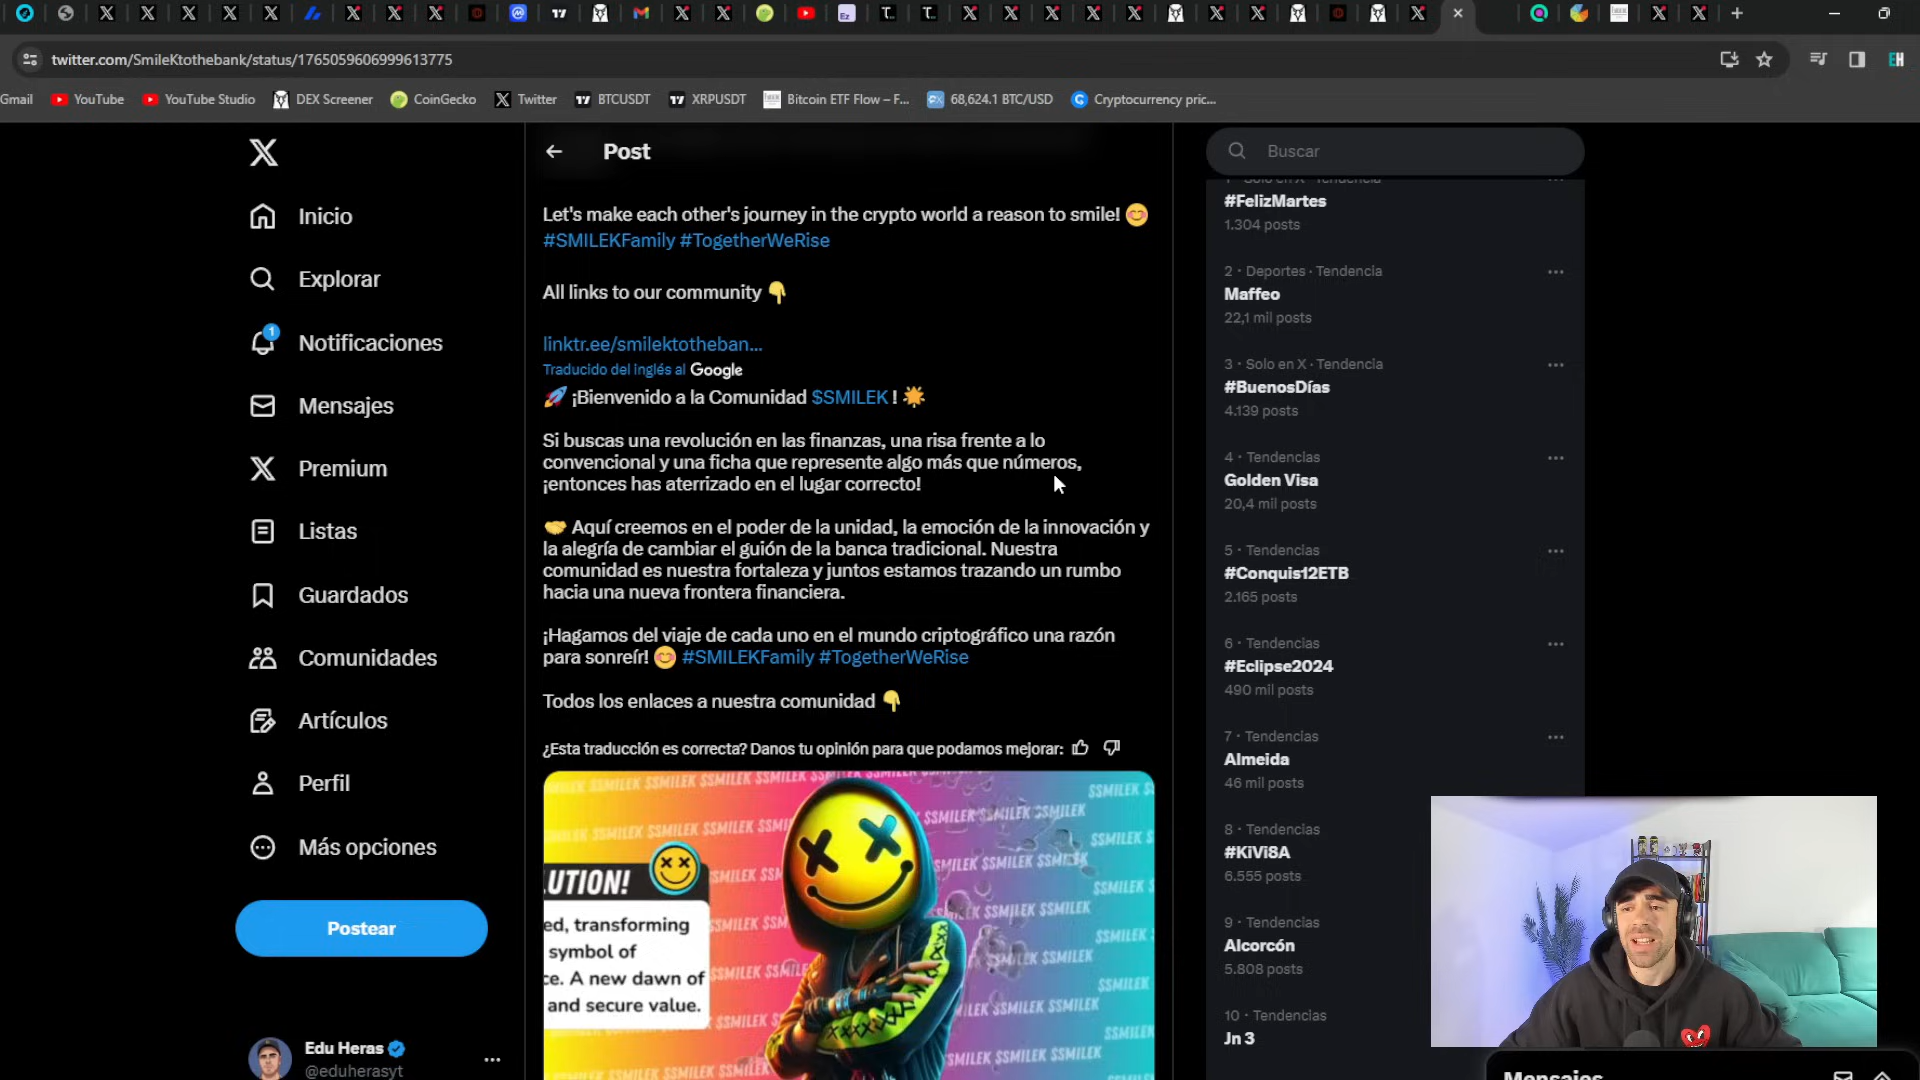 twitter.com/SmileKtothebank/status/1765059606999613775
Gmail YouTube YouTube Studio DEX Screener CoinGecko Twitter BTCUSDT XRPUSDT Bitcoin ETF Flow – F... 68,624.1 BTC/USD Cryptocurrency pric...
Inicio
Explorar
1
Notificaciones
Mensajes
Premium
Listas
Guardados
Comunidades
Artículos
Perfil
Más opciones
Postear
Edu Heras
@eduherasyt
Post
Let's make each other's journey in the crypto world a reason to smile! 😊
#SMILEKFamily #TogetherWeRise
All links to our community 👇
linktr.ee/smilektotheban...
Traducido del inglés al Google
🚀 ¡Bienvenido a la Comunidad $SMILEK ! 🌟
Si buscas una revolución en las finanzas, una risa frente a lo
convencional y una ficha que represente algo más que números,
¡entonces has aterrizado en el lugar correcto!
🤝 Aquí creemos en el poder de la unidad, la emoción de la innovación y
la alegría de cambiar el guión de la banca tradicional. Nuestra
comunidad es nuestra fortaleza y juntos estamos trazando un rumbo
hacia una nueva frontera financiera.
¡Hagamos del viaje de cada uno en el mundo criptográfico una razón
para sonreír! 😊 #SMILEKFamily #TogetherWeRise
Todos los enlaces a nuestra comunidad 👇
¿Esta traducción es correcta? Danos tu opinión para que podamos mejorar:
UTION!
ed, transforming
symbol of
ce. A new dawn of
and secure value.
$SMILEK $SMILEK $SMILEK
Buscar
1 · Solo en X · Tendencia
#FelizMartes
1.304 posts
2 · Deportes · Tendencia
Maffeo
22,1 mil posts
3 · Solo en X · Tendencia
#BuenosDías
4.139 posts
4 · Tendencias
Golden Visa
20,4 mil posts
5 · Tendencias
#Conquis12ETB
2.165 posts
6 · Tendencias
#Eclipse2024
490 mil posts
7 · Tendencias
Almeida
46 mil posts
8 · Tendencias
#KiVi8A
6.555 posts
9 · Tendencias
Alcorcón
5.808 posts
10 · Tendencias
Jn 3
Mensajes